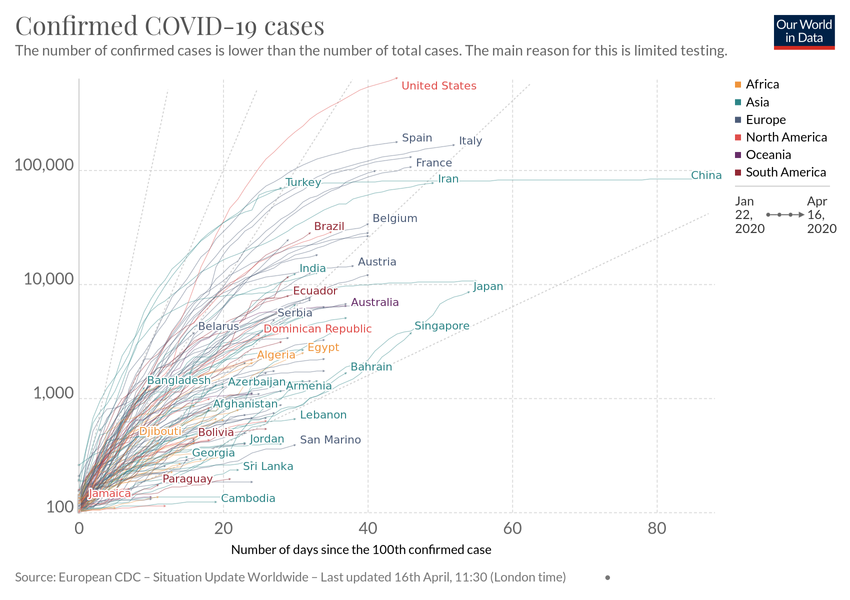 Confirmed COVID-19 cases
The number of confirmed cases is lower than the number of total cases. The main reason for this is limited testing.
Our World
in Data
United States
Spain
Italy
France
Turkey
Iran
China
Belgium
Brazil
Austria
India
Ecuador
Japan
Australia
Serbia
Belarus
Dominican Republic
Singapore
Egypt
Algeria
Bahrain
Bangladesh
Azerbaijan
Armenia
Afghanistan
Lebanon
Djibouti
Bolivia
Jordan
San Marino
Georgia
Sri Lanka
Paraguay
Jamaica
Cambodia
100,000
10,000
1,000
100
0
20
40
60
80
Number of days since the 100th confirmed case
Africa
Asia
Europe
North America
Oceania
South America
Jan
22,
2020
Apr
16,
2020
Source: European CDC – Situation Update Worldwide – Last updated 16th April, 11:30 (London time)